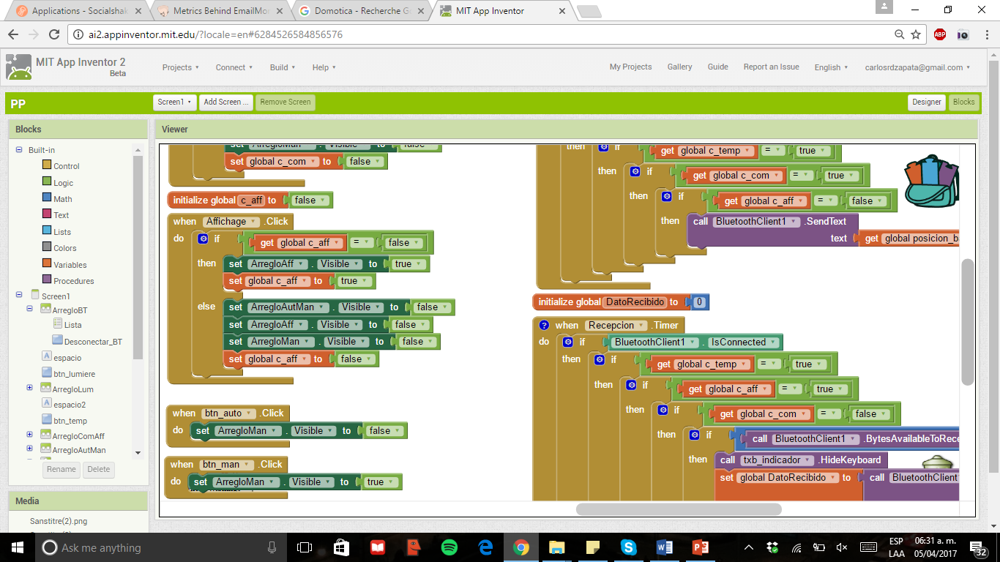 Applications - Socialshak
Metrics Behind EmailMo
Domotica - Recherche G
MIT App Inventor
ai2.appinventor.mit.edu/?locale=en#6284526584856576
ABP
MIT App Inventor 2
Beta
Projects
Connect
Build
Help
My Projects
Gallery
Guide
Report an Issue
English
carlosrdzapata@gmail.com
PP
Screen1
Add Screen ...
Remove Screen
Designer
Blocks
Blocks
Built-in
Control
Logic
Math
Text
Lists
Colors
Variables
Procedures
Screen1
ArregloBT
Lista
Desconectar_BT
espacio
btn_lumiere
ArregloLum
espacio2
btn_temp
ArregloComAff
ArregloAutMan
Rename
Delete
Media
Sanstitre(2).png
Viewer
set ArregloMan . Visible to false
set global c_com to false
initialize global c_aff to false
when Affichage .Click
do if get global c_aff = false
then set ArregloAff . Visible to true
set global c_aff to true
else set ArregloAutMan . Visible to false
set ArregloAff . Visible to false
set ArregloMan . Visible to false
set global c_aff to false
when btn_auto .Click
do set ArregloMan . Visible to false
when btn_man .Click
do set ArregloMan . Visible to true
then if get global c_temp = true
then if get global c_com = true
then if get global c_aff = false
then call BluetoothClient1 .SendText
text get global posicion_b
initialize global DatoRecibido to 0
? when Recepcion .Timer
do if BluetoothClient1 . IsConnected
then if get global c_temp = true
then if get global c_aff = true
then if get global c_com = false
then if call BluetoothClient1 .BytesAvailableToRece
then call txb_indicador .HideKeyboard
set global DatoRecibido to call BluetoothClient
Ask me anything
ESP
LAA
06:31 a. m.
05/04/2017
32